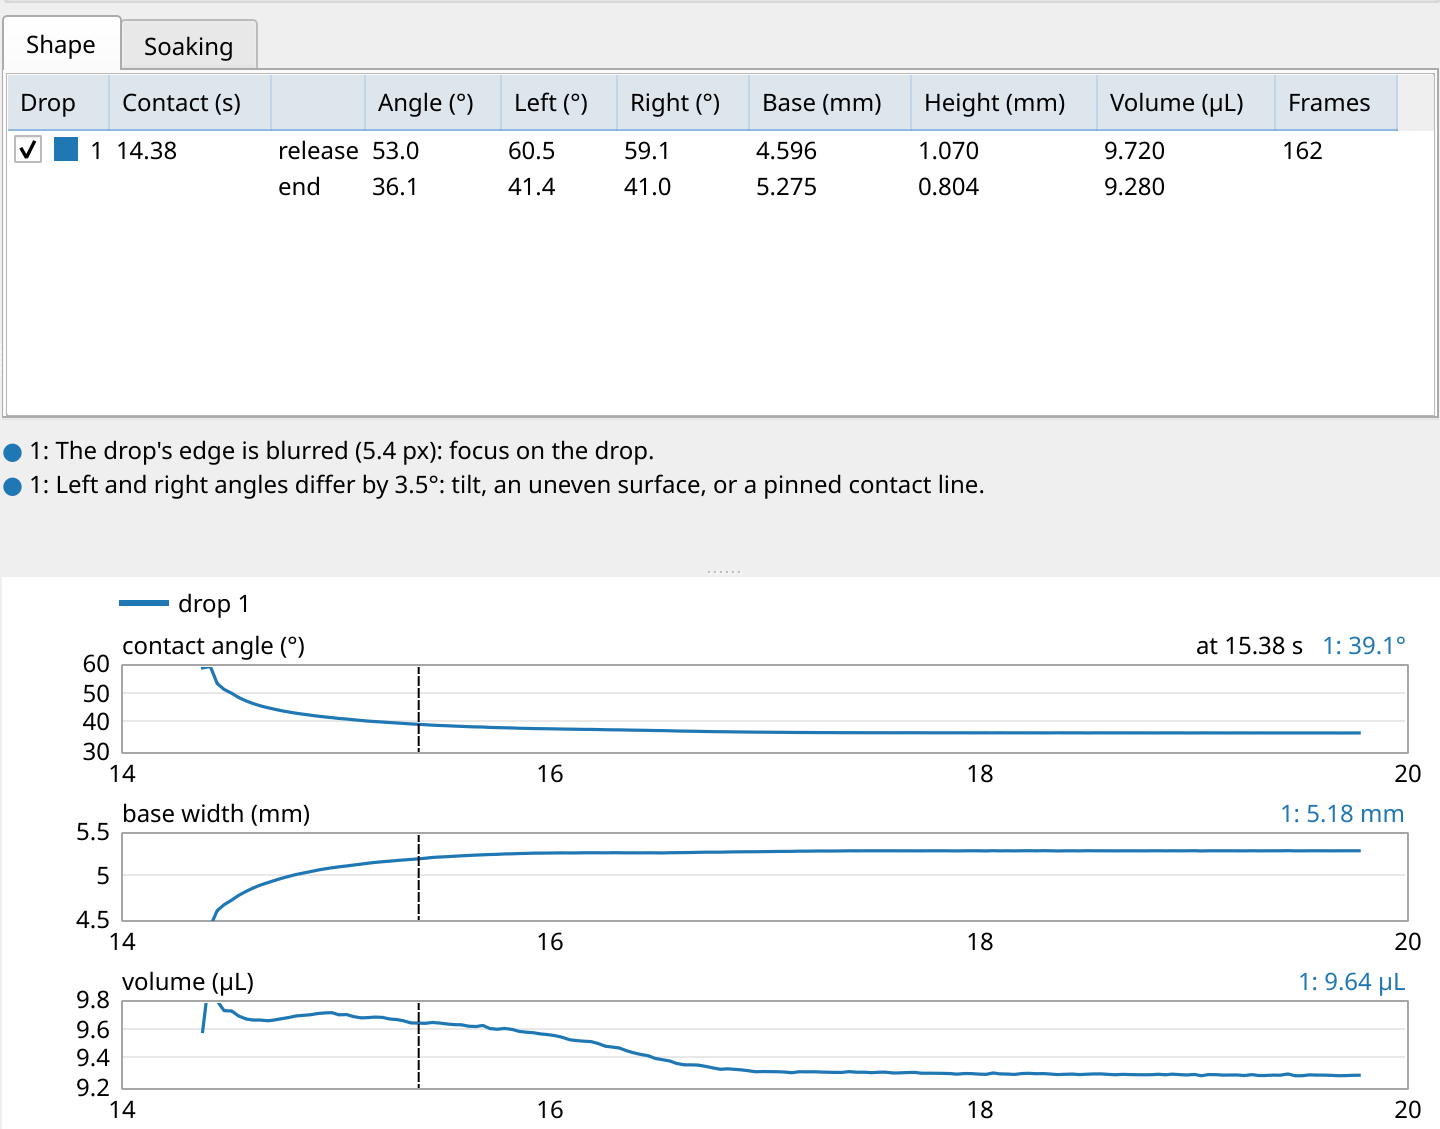 Shape Soaking
Drop Contact (s) Angle (°) Left (°) Right (°) Base (mm) Height (mm) Volume (µL) Frames
1 14.38 release 53.0 60.5 59.1 4.596 1.070 9.720 162
end 36.1 41.4 41.0 5.275 0.804 9.280
1: The drop's edge is blurred (5.4 px): focus on the drop.
1: Left and right angles differ by 3.5°: tilt, an uneven surface, or a pinned contact line.
drop 1
contact angle (°) at 15.38 s 1: 39.1°
60
50
40
30
14 16 18 20
base width (mm) 1: 5.18 mm
5.5
5
4.5
14 16 18 20
volume (µL) 1: 9.64 µL
9.8
9.6
9.4
9.2
14 16 18 20